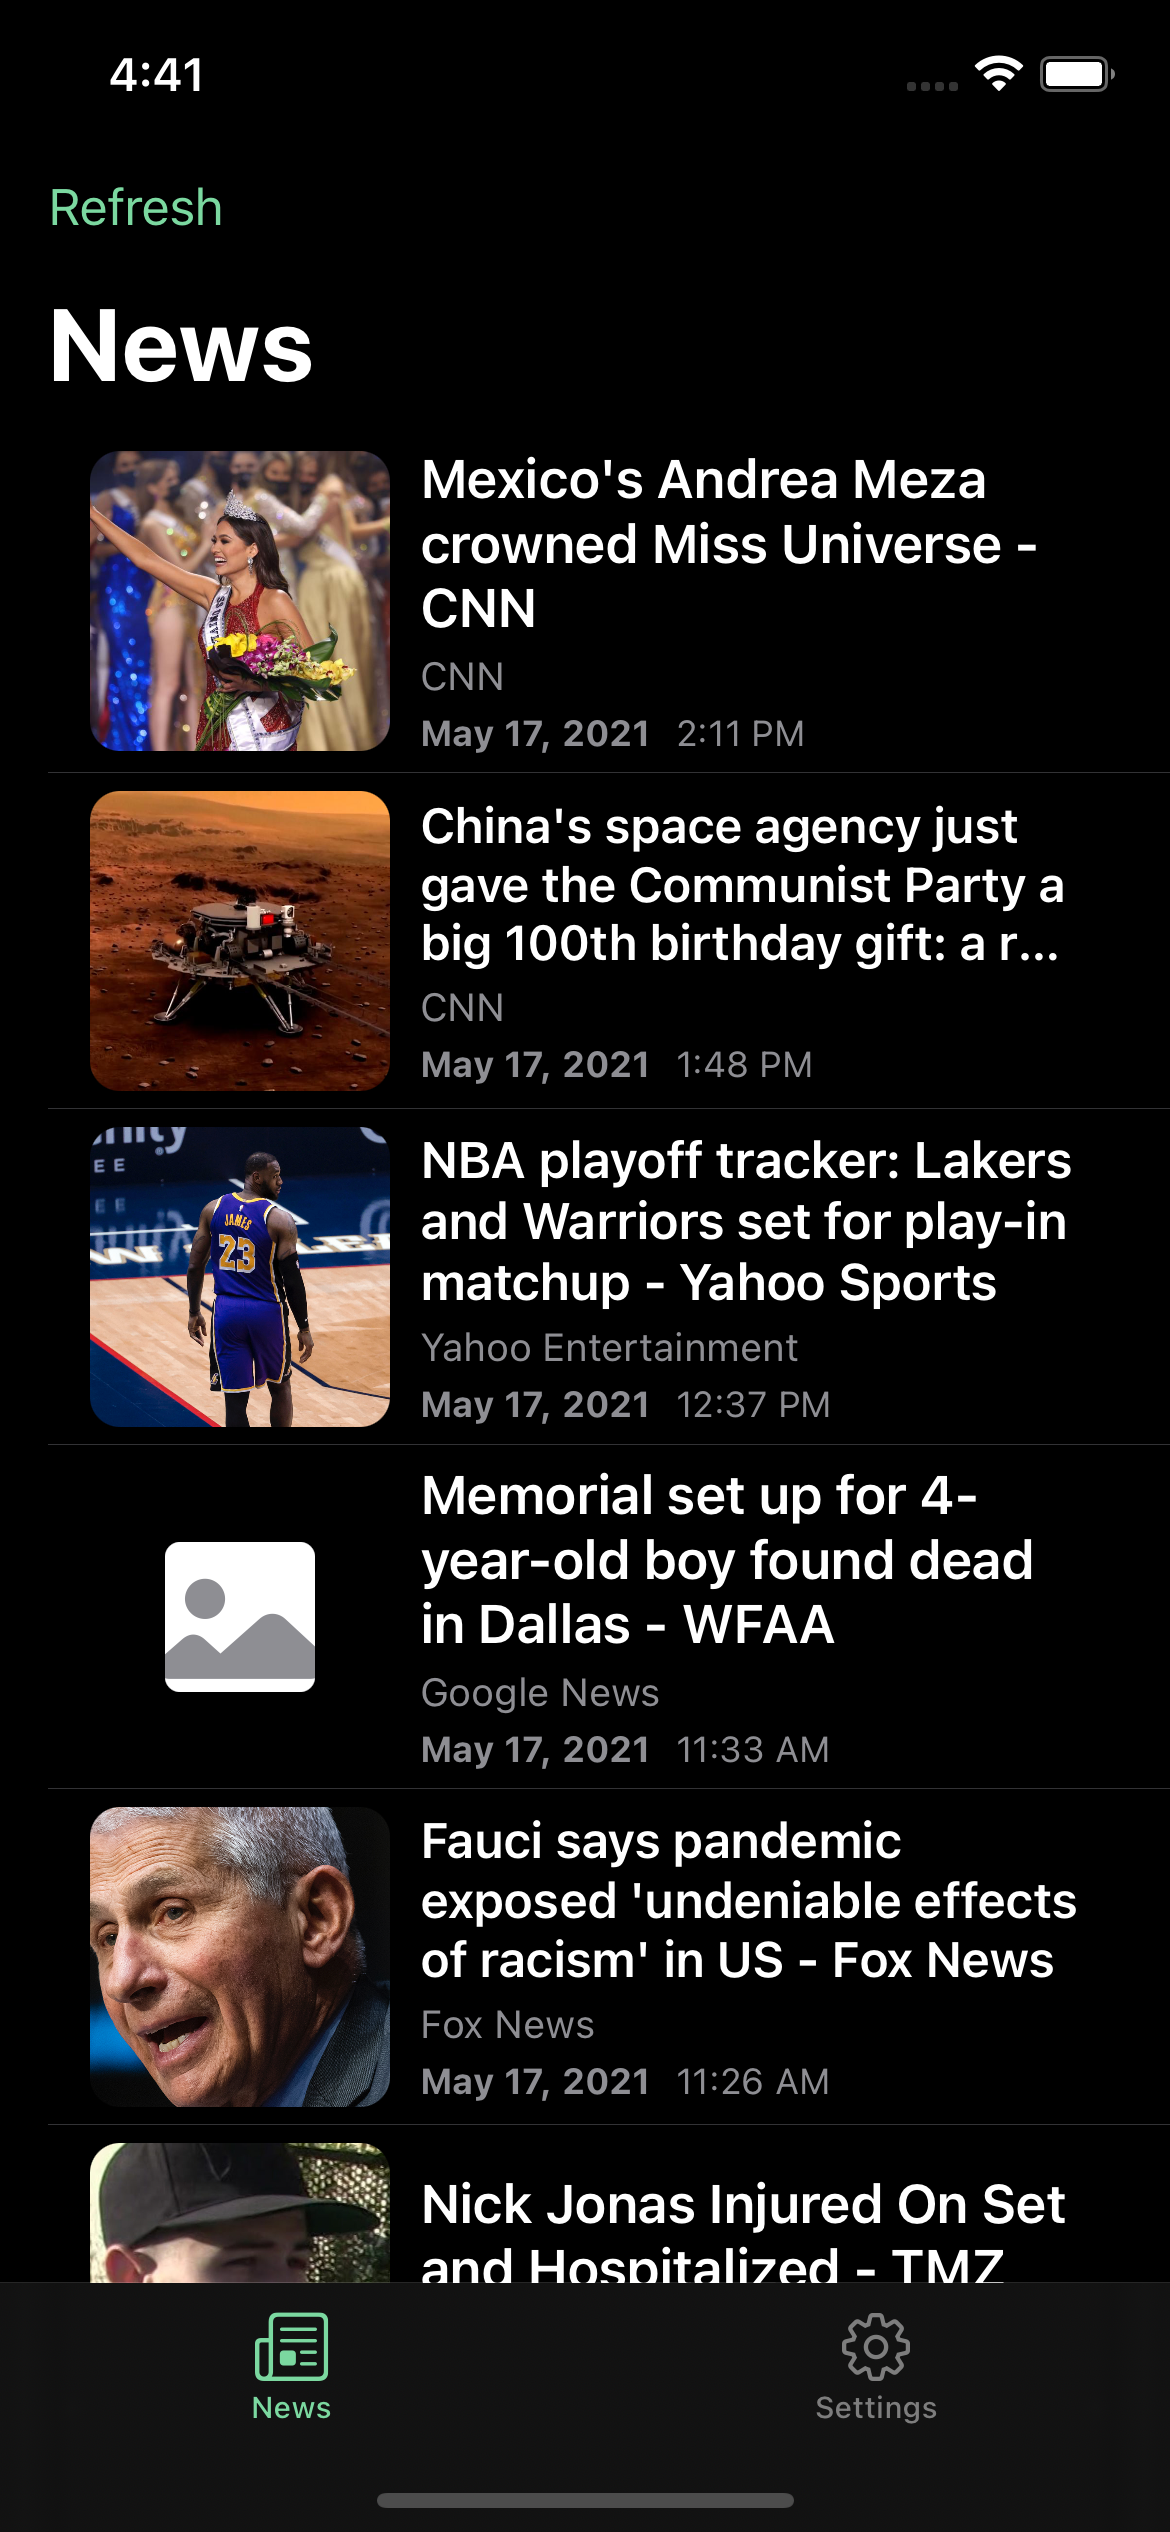 4:41
Refresh
News
Mexico's Andrea Meza
crowned Miss Universe -
CNN
CNN
May 17, 2021 2:11 PM
China's space agency just
gave the Communist Party a
big 100th birthday gift: a r...
CNN
May 17, 2021 1:48 PM
JAMES
23
NBA playoff tracker: Lakers
and Warriors set for play-in
matchup - Yahoo Sports
Yahoo Entertainment
May 17, 2021 12:37 PM
Memorial set up for 4-
year-old boy found dead
in Dallas - WFAA
Google News
May 17, 2021 11:33 AM
Fauci says pandemic
exposed 'undeniable effects
of racism' in US - Fox News
Fox News
May 17, 2021 11:26 AM
Nick Jonas Injured On Set
and Hospitalized - TMZ
News
Settings